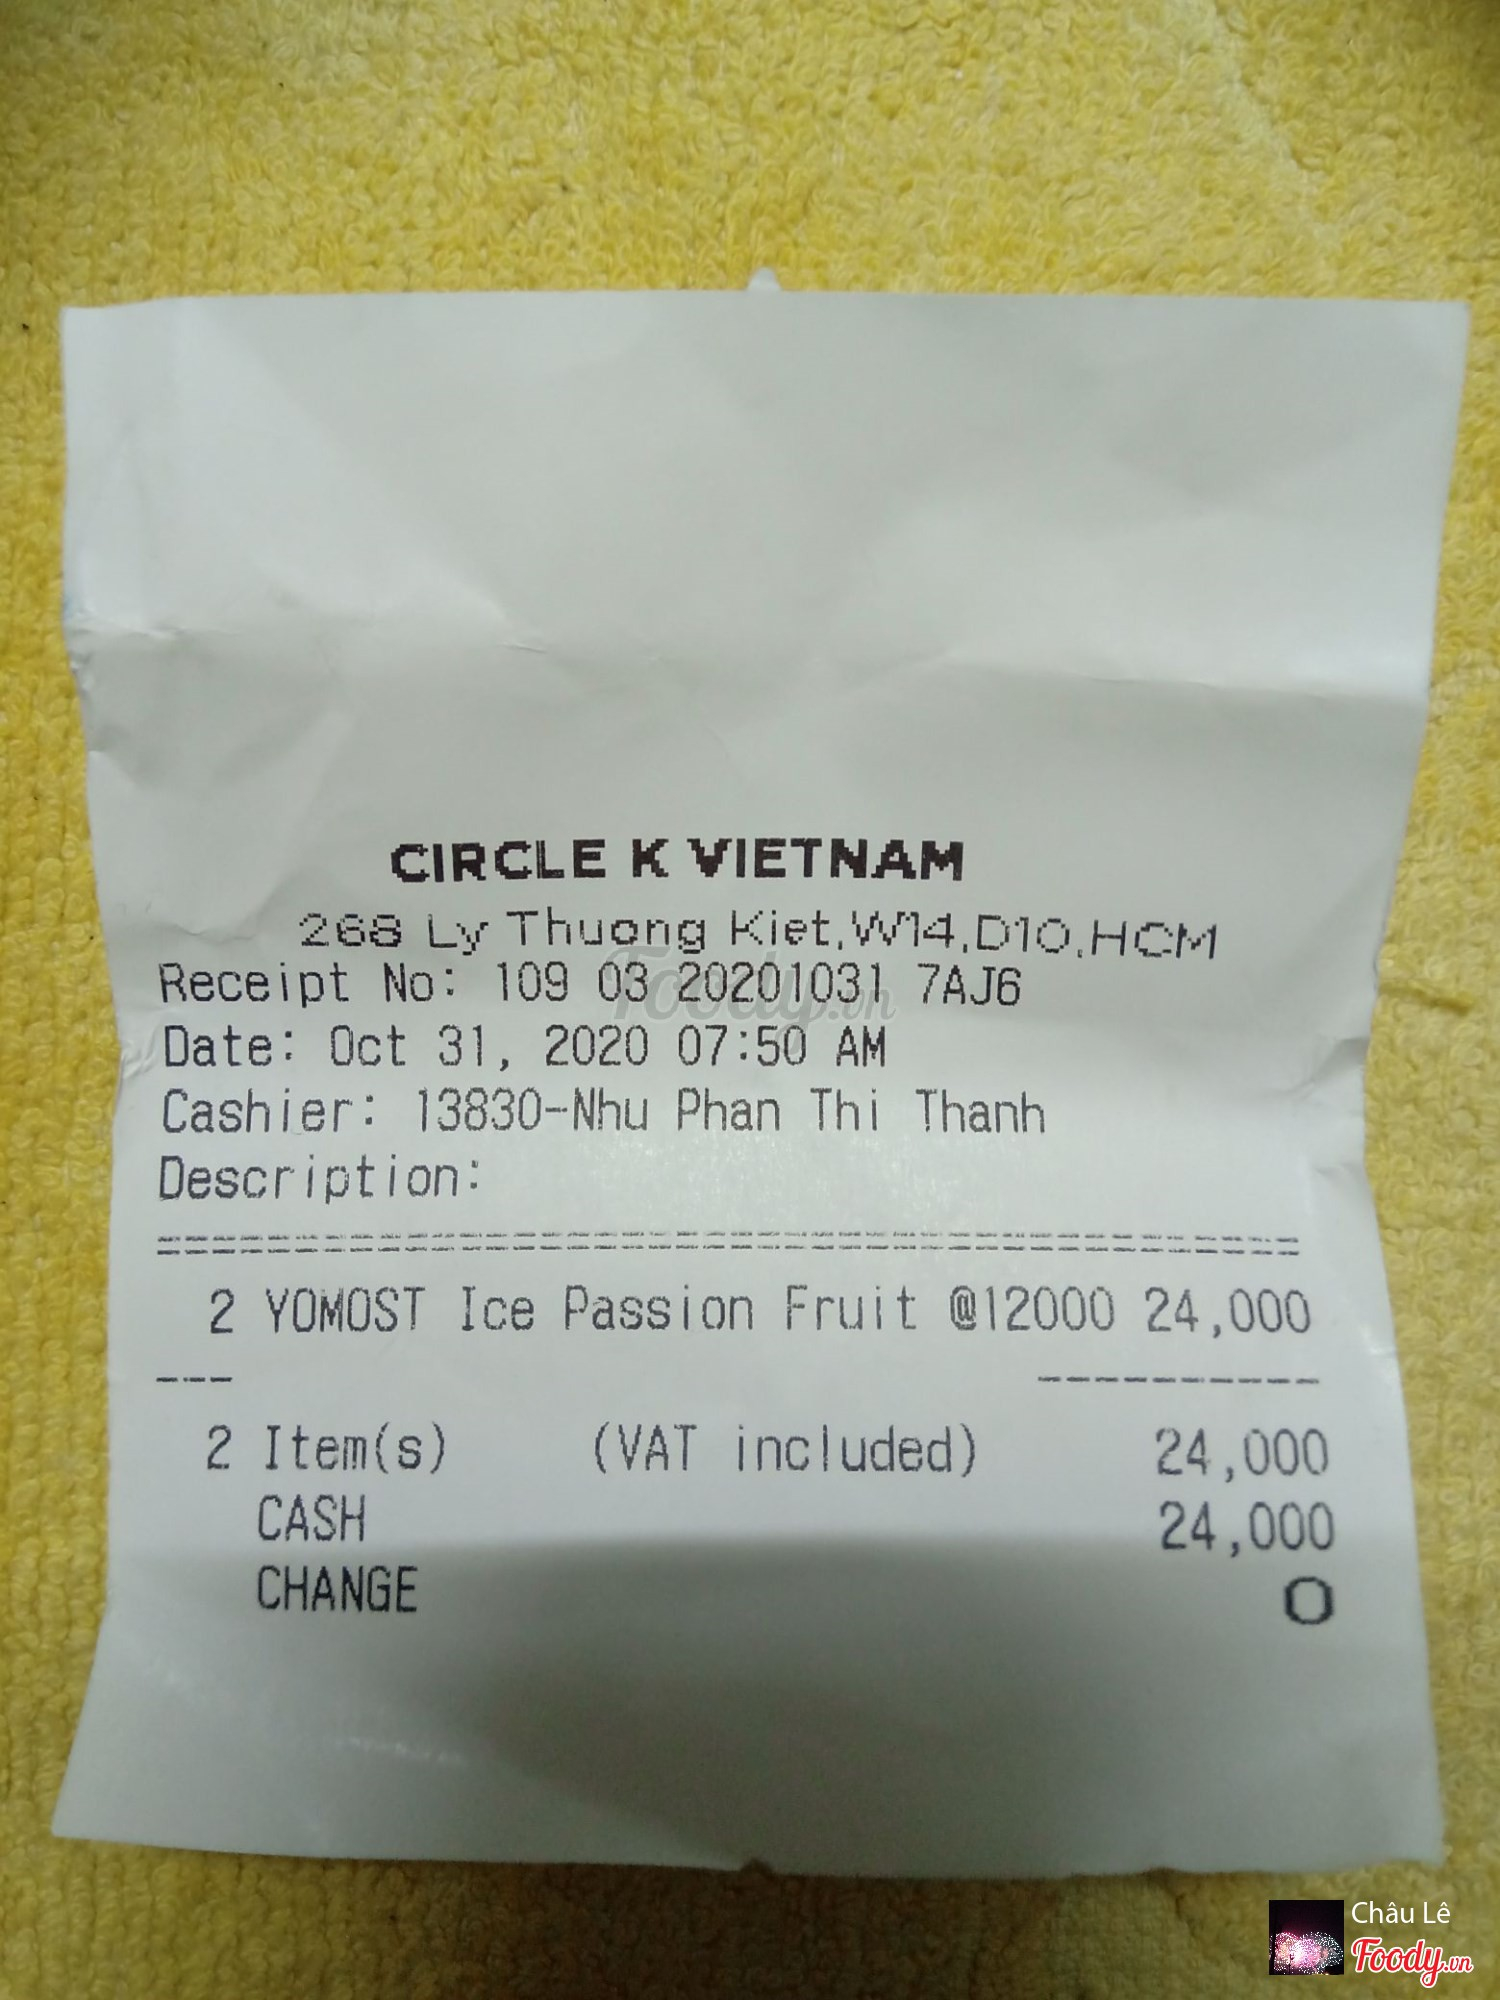 CIRCLE K VIETNAM
268 Ly Thuong Kiet,W14,D10,HCM
Receipt No: 109 03 20201031 7AJ6
Date: Oct 31, 2020 07:50 AM
Cashier: 13830-Nhu Phan Thi Thanh
Description:
2 YOMOST Ice Passion Fruit @12000 24,000
2 Item(s) (VAT included) 24,000
CASH 24,000
CHANGE 0
Foody.vn
Châu Lê
Foody.vn